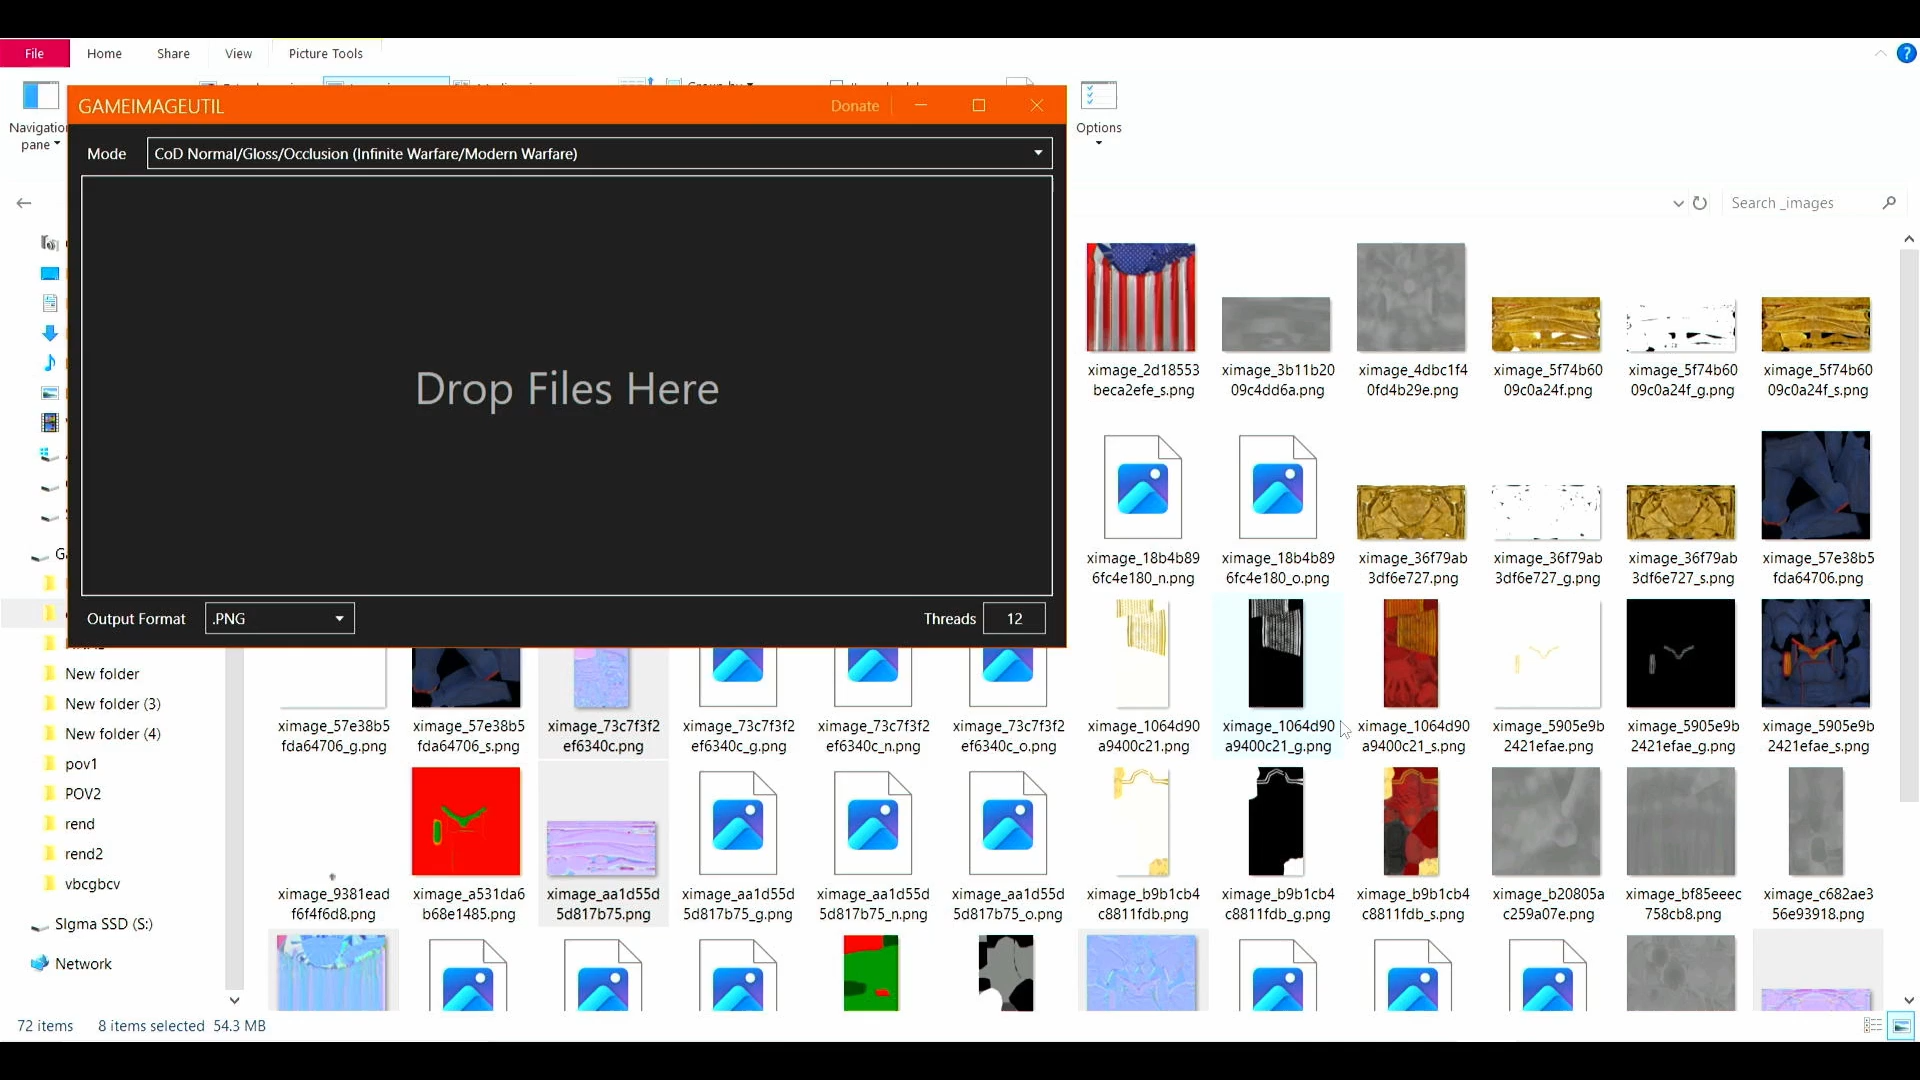 File
Home
Share
View
Picture Tools
GAMEIMAGEUTIL
Donate
Navigation
pane
Options
Mode
CoD Normal/Gloss/Occlusion (Infinite Warfare/Modern Warfare)
Search _images
Drop Files Here
Output Format
.PNG
Threads
12
ximage_2d18553
beca2efe_s.png
ximage_3b11b20
09c4dd6a.png
ximage_4dbc1f4
0fd4b29e.png
ximage_5f74b60
09c0a24f.png
ximage_5f74b60
09c0a24f_g.png
ximage_5f74b60
09c0a24f_s.png
ximage_18b4b89
6fc4e180_n.png
ximage_18b4b89
6fc4e180_o.png
ximage_36f79ab
3df6e727.png
ximage_36f79ab
3df6e727_g.png
ximage_36f79ab
3df6e727_s.png
ximage_57e38b5
fda64706.png
New folder
New folder (3)
New folder (4)
pov1
POV2
rend
rend2
vbcgbcv
SIgma SSD (S:)
Network
ximage_57e38b5
fda64706_g.png
ximage_57e38b5
fda64706_s.png
ximage_73c7f3f2
ef6340c.png
ximage_73c7f3f2
ef6340c_g.png
ximage_73c7f3f2
ef6340c_n.png
ximage_73c7f3f2
ef6340c_o.png
ximage_1064d90
a9400c21.png
ximage_1064d90
a9400c21_g.png
ximage_1064d90
a9400c21_s.png
ximage_5905e9b
2421efae.png
ximage_5905e9b
2421efae_g.png
ximage_5905e9b
2421efae_s.png
ximage_9381ead
f6f4f6d8.png
ximage_a531da6
b68e1485.png
ximage_aa1d55d
5d817b75.png
ximage_aa1d55d
5d817b75_g.png
ximage_aa1d55d
5d817b75_n.png
ximage_aa1d55d
5d817b75_o.png
ximage_b9b1cb4
c8811fdb.png
ximage_b9b1cb4
c8811fdb_g.png
ximage_b9b1cb4
c8811fdb_s.png
ximage_b20805a
c259a07e.png
ximage_bf85eeec
758cb8.png
ximage_c682ae3
56e93918.png
72 items
8 items selected 54.3 MB